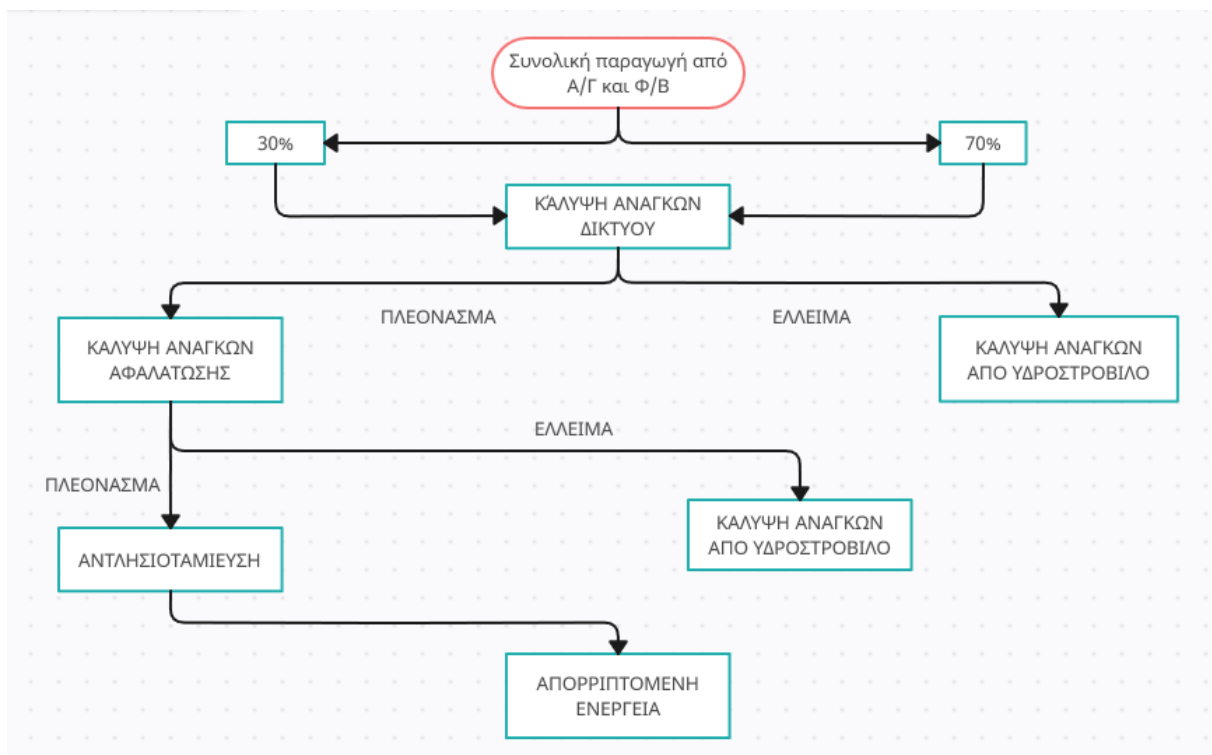 Συνολική παραγωγή από
Α/Γ και Φ/Β
30%
70%
ΚΆΛΥΨΗ ΑΝΑΓΚΩΝ
ΔΙΚΤΥΟΥ
ΠΛΕΟΝΑΣΜΑ
ΕΛΛΕΙΜΑ
ΚΑΛΥΨΗ ΑΝΑΓΚΩΝ
ΑΦΑΛΑΤΩΣΗΣ
ΚΑΛΥΨΗ ΑΝΑΓΚΩΝ
ΑΠΟ ΥΔΡΟΣΤΡΟΒΙΛΟ
ΕΛΛΕΙΜΑ
ΠΛΕΟΝΑΣΜΑ
ΚΑΛΥΨΗ ΑΝΑΓΚΩΝ
ΑΠΟ ΥΔΡΟΣΤΡΟΒΙΛΟ
ΑΝΤΛΗΣΙΟΤΑΜΙΕΥΣΗ
ΑΠΟΡΡΙΠΤΟΜΕΝΗ
ΕΝΕΡΓΕΙΑ